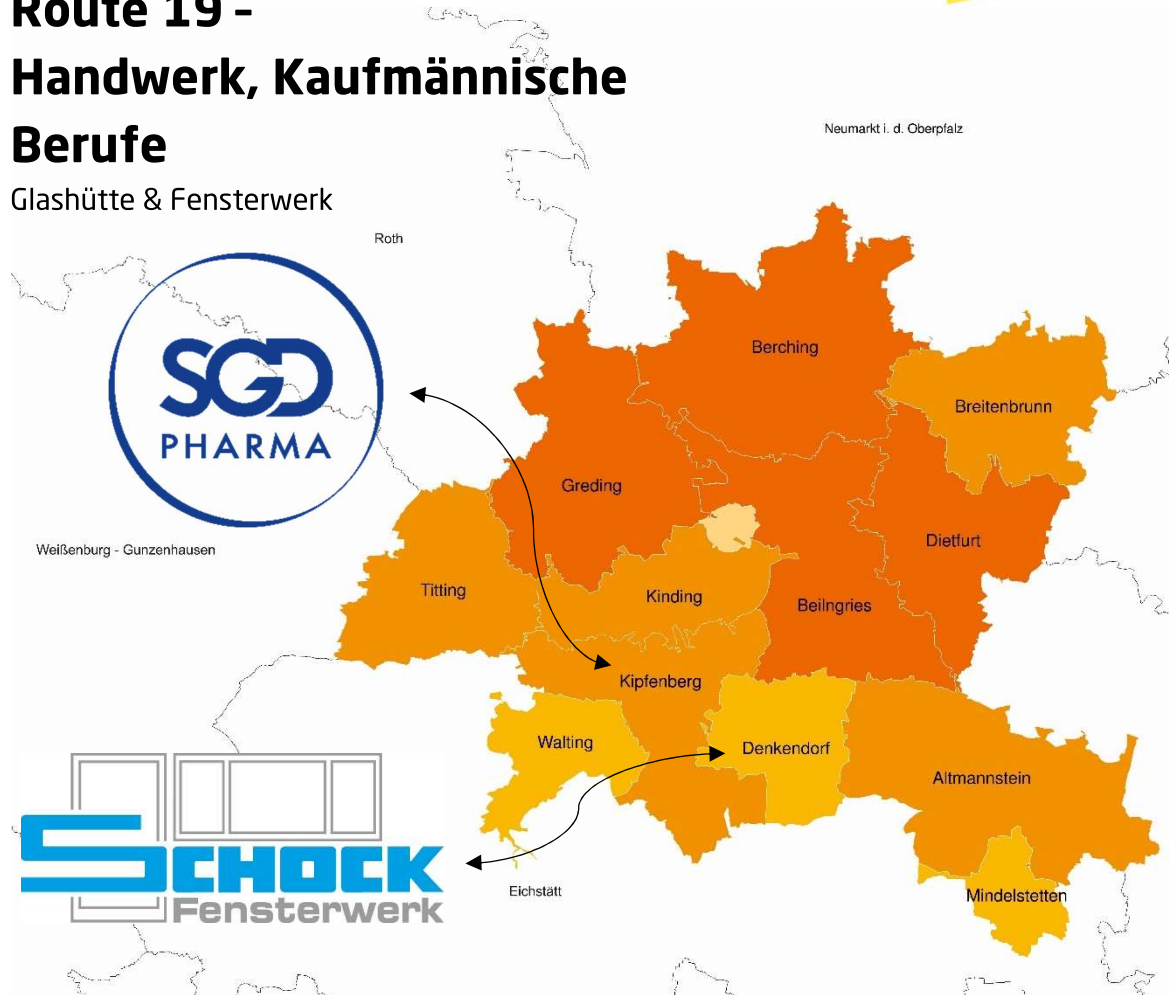 Route 19 –
Handwerk, Kaufmännische
Berufe
Glashütte & Fensterwerk
Neumarkt i. d. Oberpfalz
Roth
SGD
PHARMA
Berching
Breitenbrunn
Greding
Dietfurt
Weißenburg - Gunzenhausen
Titting
Kinding
Beilngries
Kipfenberg
Walting
Denkendorf
Altmannstein
SCHOCK
Fensterwerk
Eichstätt
Mindelstetten